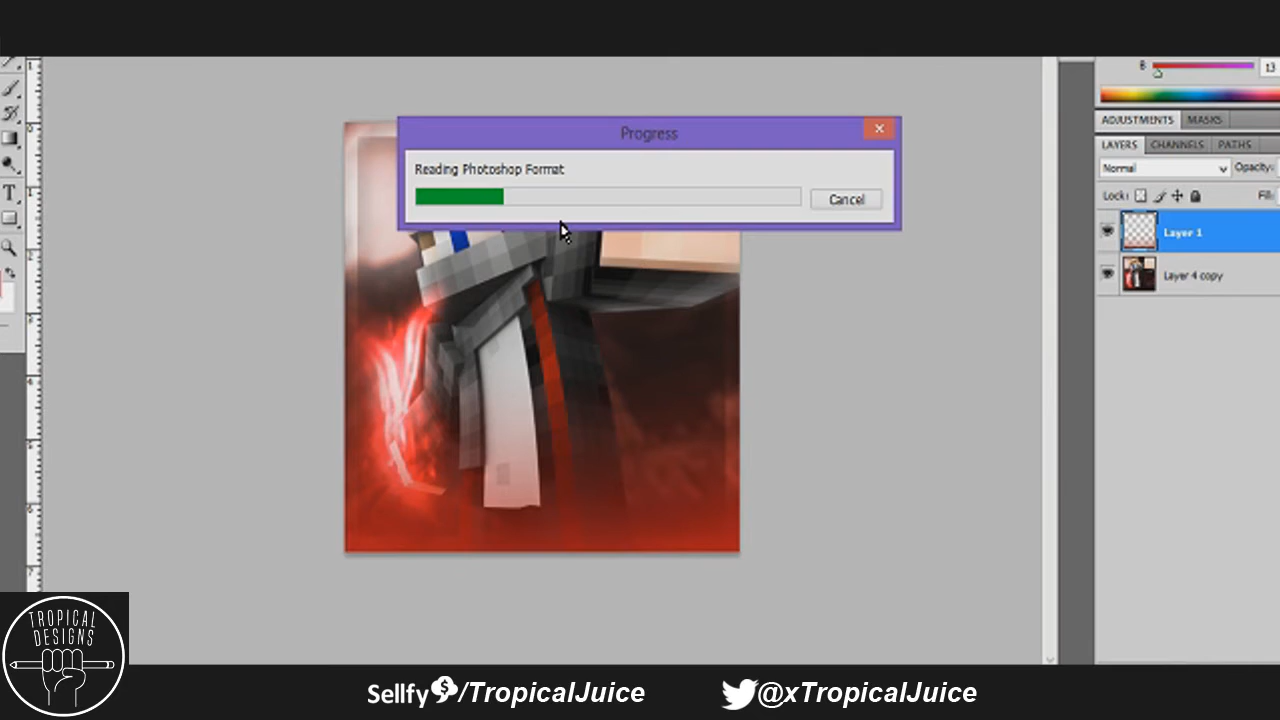 Progress
Reading Photoshop Format
Cancel
B
13
ADJUSTMENTS MASKS
LAYERS CHANNELS PATHS
Normal
Opacity:
Lock:
Fill:
Layer 1
Layer 4 copy
TROPICAL
DESIGNS
Sellfy/TropicalJuice
@xTropicalJuice